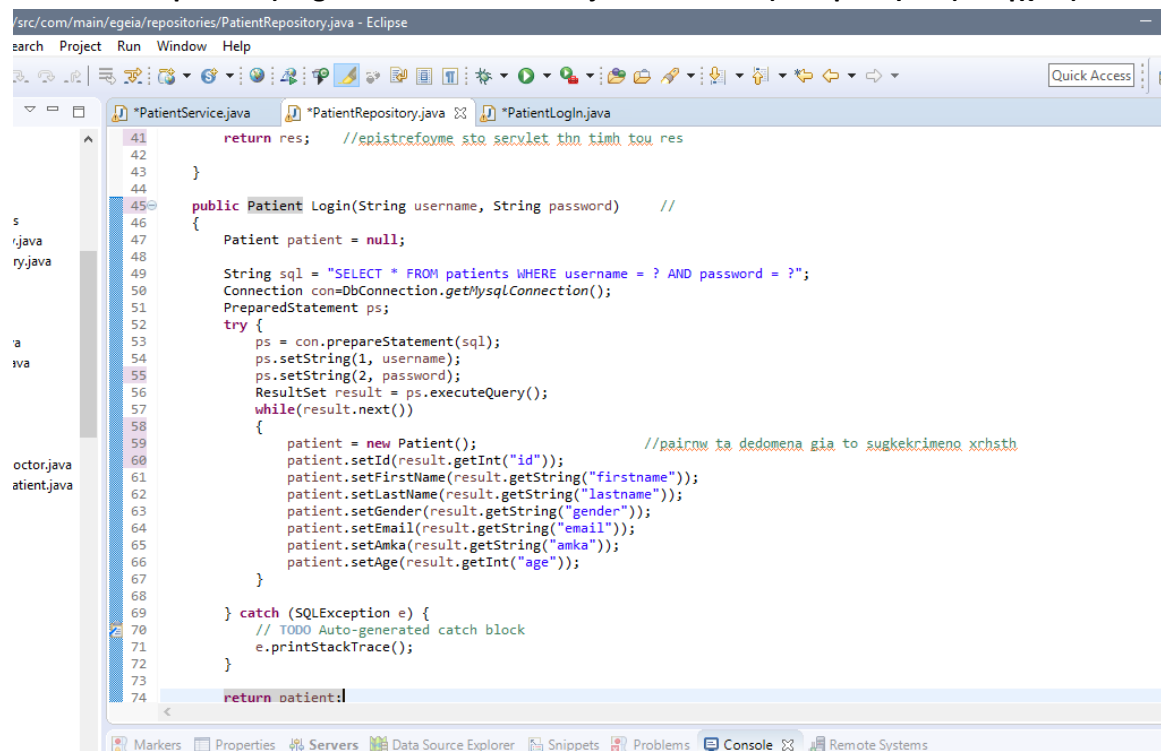 /src/com/main/egeia/repositories/PatientRepository.java - Eclipse
earch Project Run Window Help
Quick Access
*PatientService.java *PatientRepository.java *PatientLogIn.java
s
y.java
ry.java
va
ava
octor.java
atient.java
41 return res; //epistrefoyme sto servlet thn timh tou res
42
43 }
44
45 public Patient Login(String username, String password) //
46 {
47 Patient patient = null;
48
49 String sql = "SELECT * FROM patients WHERE username = ? AND password = ?";
50 Connection con=DbConnection.getMysqlConnection();
51 PreparedStatement ps;
52 try {
53 ps = con.prepareStatement(sql);
54 ps.setString(1, username);
55 ps.setString(2, password);
56 ResultSet result = ps.executeQuery();
57 while(result.next())
58 {
59 patient = new Patient(); //pairnw ta dedomena gia to sugkekrimeno xrhsth
60 patient.setId(result.getInt("id"));
61 patient.setFirstName(result.getString("firstname"));
62 patient.setLastName(result.getString("lastname"));
63 patient.setGender(result.getString("gender"));
64 patient.setEmail(result.getString("email"));
65 patient.setAmka(result.getString("amka"));
66 patient.setAge(result.getInt("age"));
67 }
68
69 } catch (SQLException e) {
70 // TODO Auto-generated catch block
71 e.printStackTrace();
72 }
73
74 return patient;
Markers Properties Servers Data Source Explorer Snippets Problems Console Remote Systems